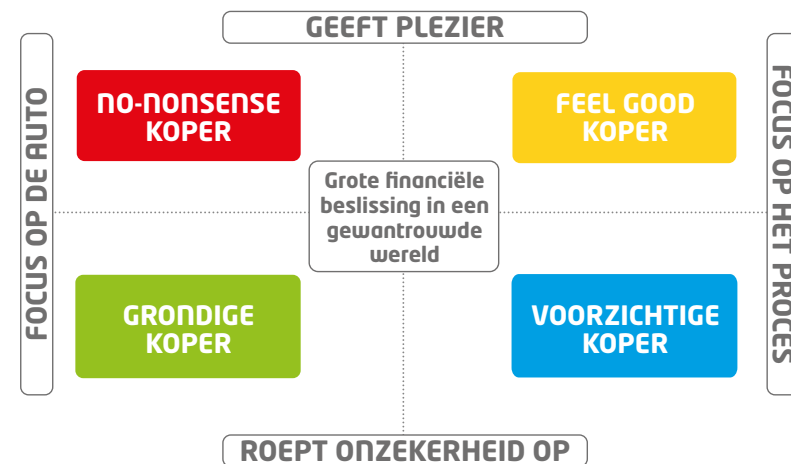 GEEFT PLEZIER
FOCUS OP DE AUTO
NO-NONSENSE
KOPER
FEEL GOOD
KOPER
FOCUS OP HET PROCES
Grote financiële
beslissing in een
gewantrouwde
wereld
GRONDIGE
KOPER
VOORZICHTIGE
KOPER
ROEPT ONZEKERHEID OP